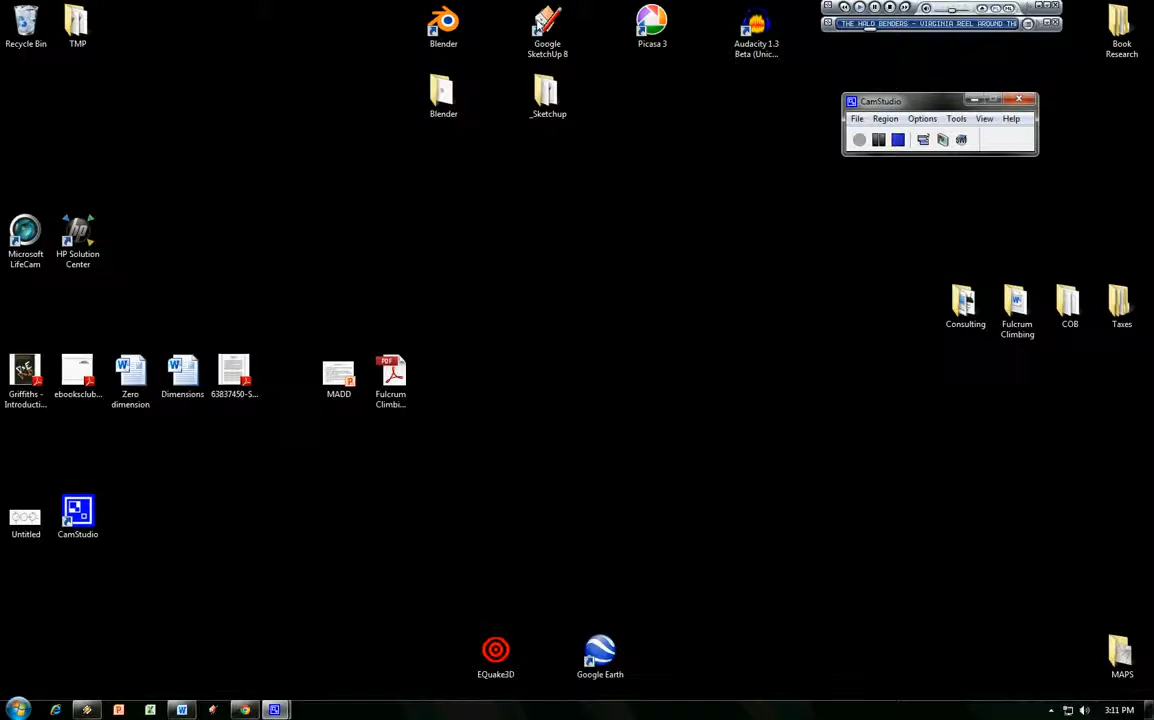 Recycle Bin
TMP
Blender
Google
SketchUp 8
Picasa 3
Audacity 1.3
Beta (Unic...
THE HALO BENDERS - VIRGINIA REEL AROUND TH
Book
Research
Blender
_Sketchup
CamStudio
File Region Options Tools View Help
Microsoft
LifeCam
HP Solution
Center
Consulting
Fulcrum
Climbing
COB
Taxes
Griffiths -
Introducti...
ebooksclub...
Zero
dimension
Dimensions
63837450-S...
MADD
PDF
Fulcrum
Climbi...
Untitled
CamStudio
EQuake3D
Google Earth
MAPS
3:11 PM